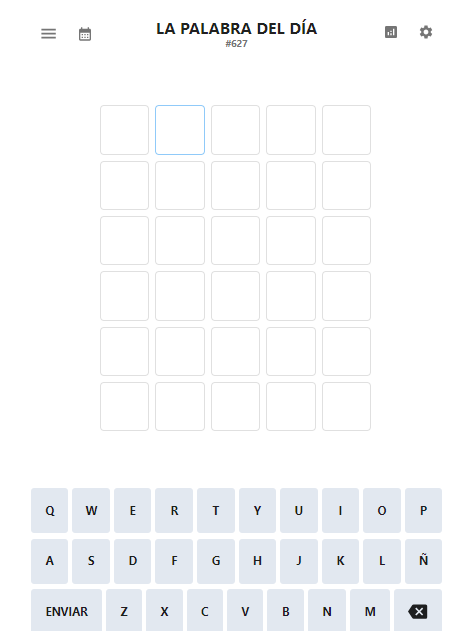 LA PALABRA DEL DÍA
#627
Q W E R T Y U I O P
A S D F G H J K L Ñ
ENVIAR Z X C V B N M